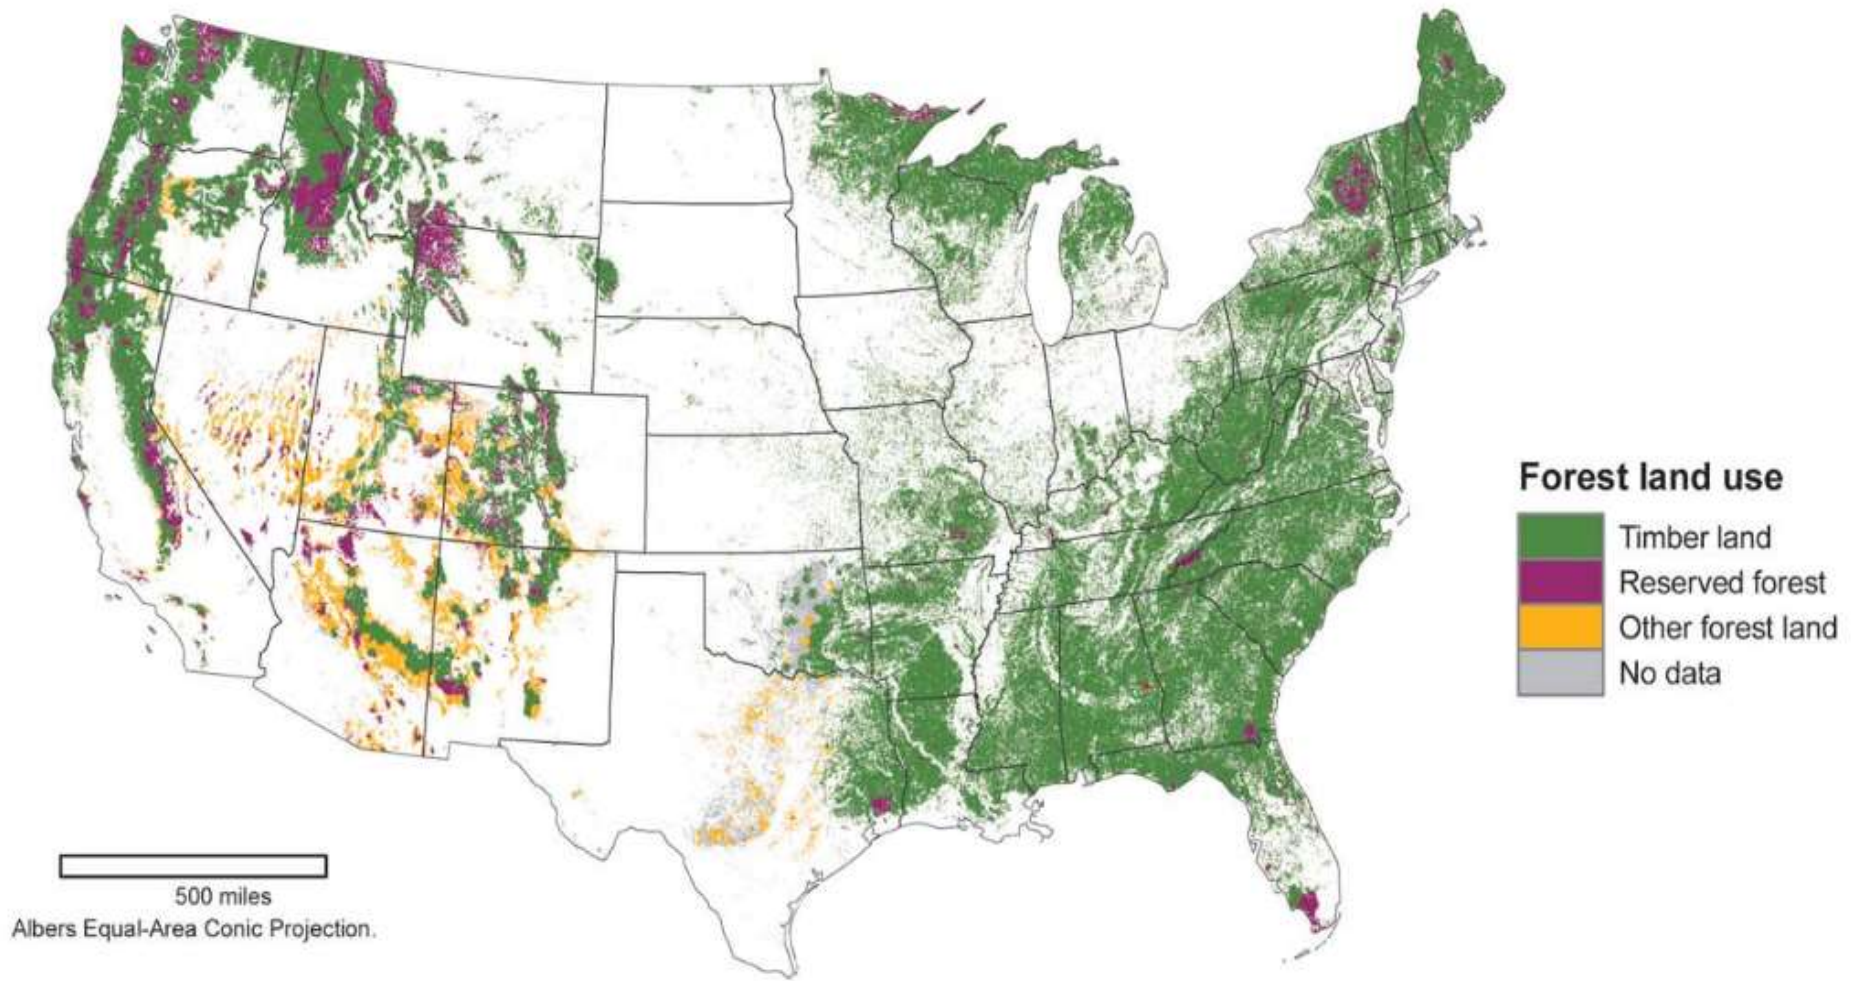 Forest land use
Timber land
Reserved forest
Other forest land
No data
500 miles
Albers Equal-Area Conic Projection.